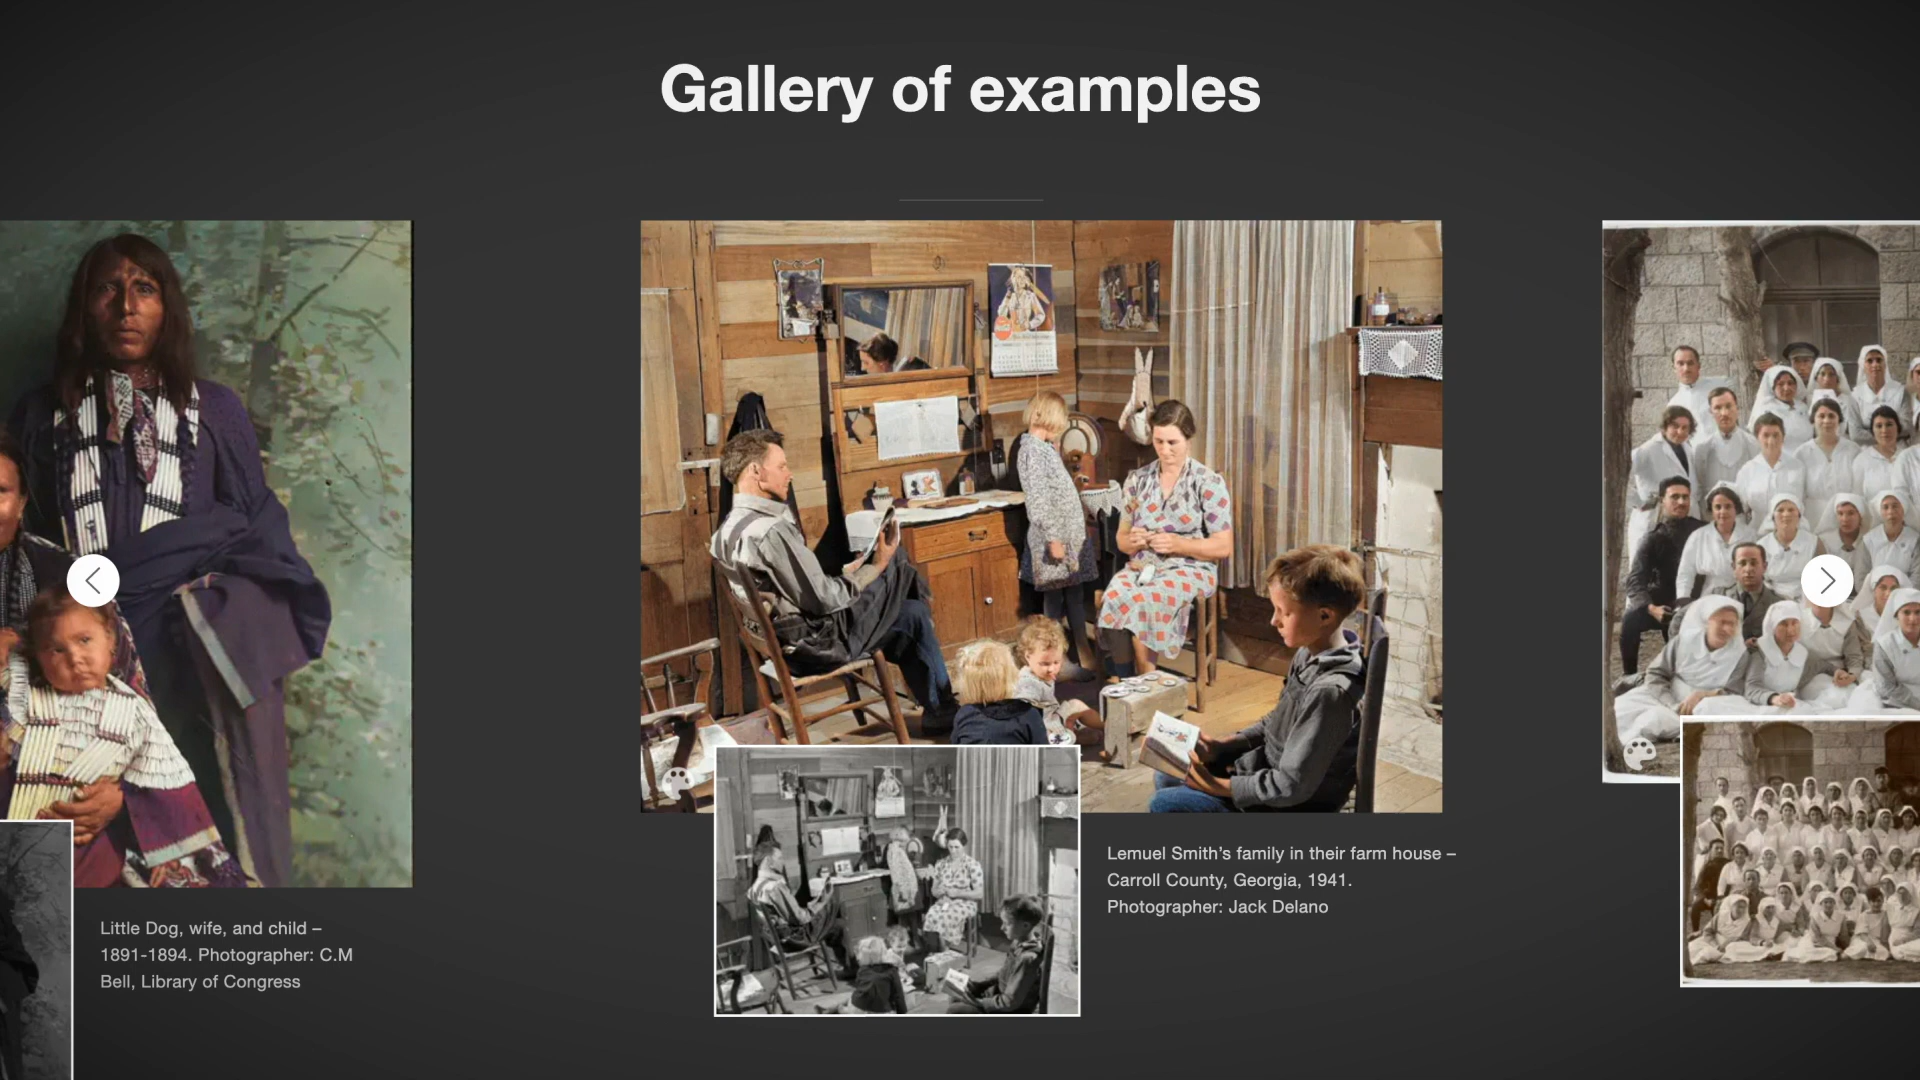 Gallery of examples
Little Dog, wife, and child –
1891-1894. Photographer: C.M
Bell, Library of Congress
Lemuel Smith’s family in their farm house –
Carroll County, Georgia, 1941.
Photographer: Jack Delano